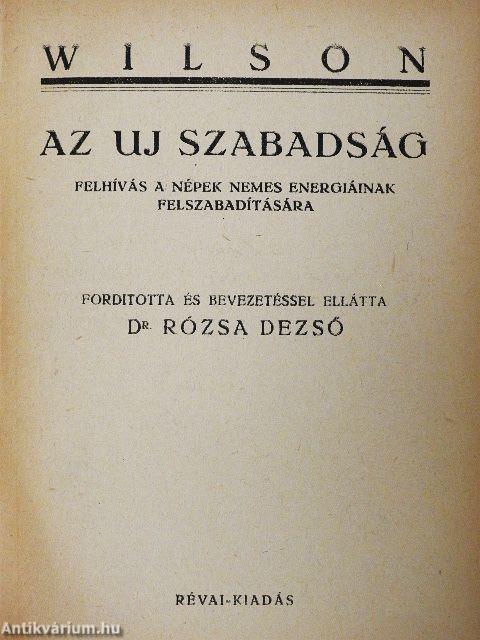 WILSON
AZ UJ SZABADSÁG
FELHÍVÁS A NÉPEK NEMES ENERGIÁINAK
FELSZABADÍTÁSÁRA
FORDITOTTA ÉS BEVEZETÉSSEL ELLÁTTA
DR. RÓZSA DEZSŐ
RÉVAI-KIADÁS
Antikvárium.hu